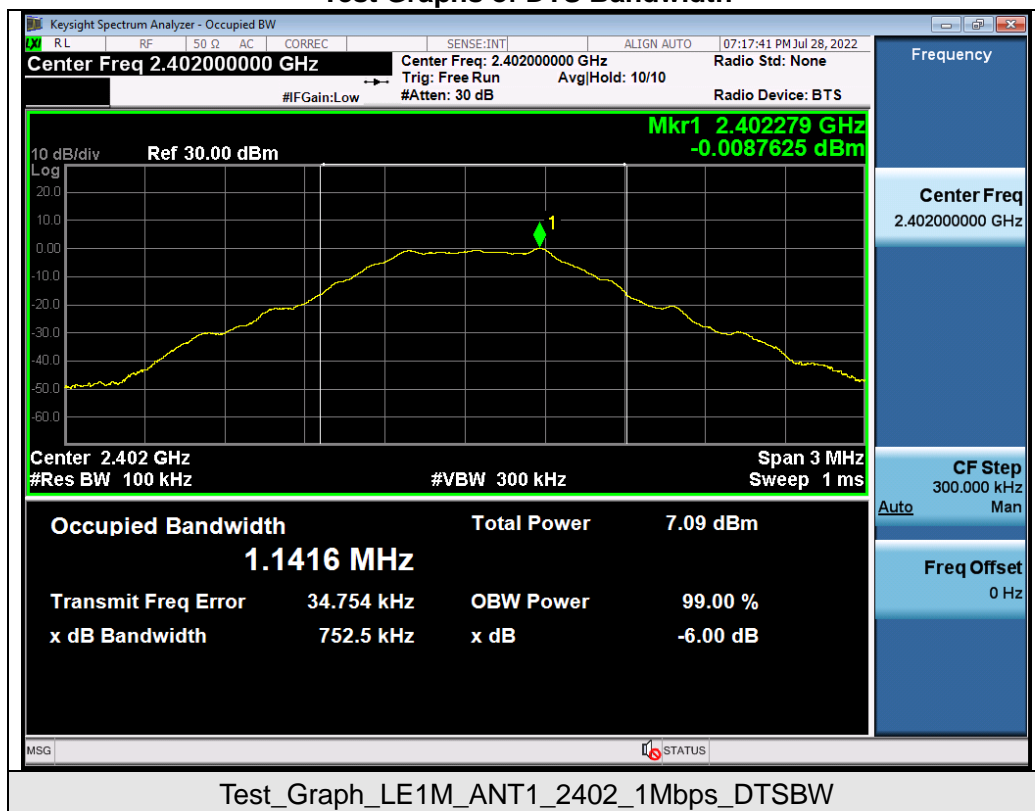 Test Graphs of DTS Bandwidth
Keysight Spectrum Analyzer - Occupied BW
LXI RL RF 50 Ω AC CORREC SENSE:INT ALIGN AUTO 07:17:41 PM Jul 28, 2022
Center Freq 2.402000000 GHz
Center Freq: 2.402000000 GHz
Radio Std: None
Trig: Free Run Avg|Hold: 10/10
#IFGain:Low
#Atten: 30 dB
Radio Device: BTS
Mkr1 2.402279 GHz
-0.0087625 dBm
10 dB/div Ref 30.00 dBm
Log
20.0
10.0
0.00
-10.0
-20.0
-30.0
-40.0
-50.0
-60.0
1
Center 2.402 GHz Span 3 MHz
#Res BW 100 kHz #VBW 300 kHz Sweep 1 ms
Occupied Bandwidth Total Power 7.09 dBm
1.1416 MHz
Transmit Freq Error 34.754 kHz OBW Power 99.00 %
x dB Bandwidth 752.5 kHz x dB -6.00 dB
MSG STATUS
Frequency
Center Freq
2.402000000 GHz
CF Step
300.000 kHz
Auto Man
Freq Offset
0 Hz
Test_Graph_LE1M_ANT1_2402_1Mbps_DTSBW